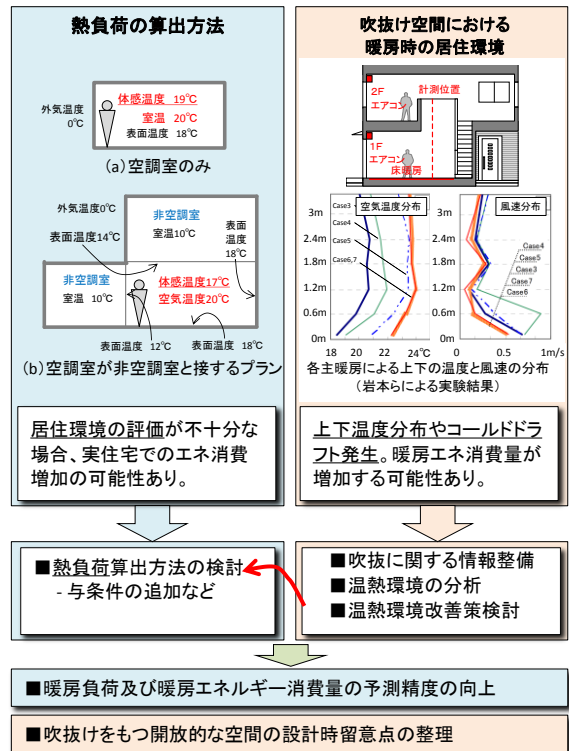 熱負荷の算出方法
外気温度
0℃
体感温度 19℃
室温 20℃
表面温度 18℃
(a)空調室のみ
外気温度0℃
非空調室
室温10℃
表面温度14℃
表面
温度
18℃
非空調室
室温 10℃
体感温度17℃
空気温度20℃
表面温度 12℃
表面温度 18℃
(b)空調室が非空調室と接するプラン
居住環境の評価が不十分な
場合、実住宅でのエネ消費
増加の可能性あり。
吹抜け空間における
暖房時の居住環境
計測位置
2F
エアコン
1F
エアコン
床暖房
空気温度分布
Case3
Case4
Case5
Case6,7
3m
2.4m
1.8m
1.2m
0.6m
0m
18 20 22 24℃
風速分布
Case4
Case5
Case3
Case7
Case6
3m
2.4m
1.8m
1.2m
0.6m
0m
0 0.5 1m/s
各主暖房による上下の温度と風速の分布
(岩本らによる実験結果)
上下温度分布やコールドドラ
フト発生。暖房エネ消費量が
増加する可能性あり。
■熱負荷算出方法の検討
- 与条件の追加など
■吹抜に関する情報整備
■温熱環境の分析
■温熱環境改善策検討
■暖房負荷及び暖房エネルギー消費量の予測精度の向上
■吹抜けをもつ開放的な空間の設計時留意点の整理